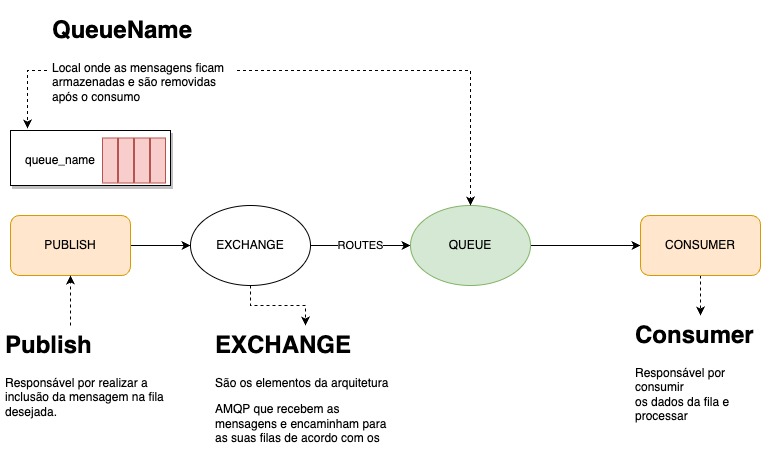 QueueName
Local onde as mensagens ficam
armazenadas e são removidas
após o consumo
queue_name
PUBLISH
EXCHANGE
ROUTES
QUEUE
CONSUMER
Publish
Responsável por realizar a
inclusão da mensagem na fila
desejada.
EXCHANGE
São os elementos da arquitetura
AMQP que recebem as
mensagens e encaminham para
as suas filas de acordo com os
Consumer
Responsável por
consumir
os dados da fila e
processar